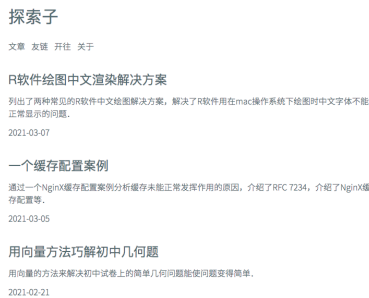 探索子
文章 友链 开往 关于
R软件绘图中文渲染解决方案
列出了两种常见的R软件中文绘图解决方案，解决了R软件用在mac操作系统下绘图时中文字体不能
正常显示的问题．
2021-03-07
一个缓存配置案例
通过一个NginX缓存配置案例分析缓存未能正常发挥作用的原因，介绍了RFC 7234，介绍了NginX缓
存配置等．
2021-03-05
用向量方法巧解初中几何题
用向量的方法来解决初中试卷上的简单几何问题能使问题变得简单．
2021-02-21